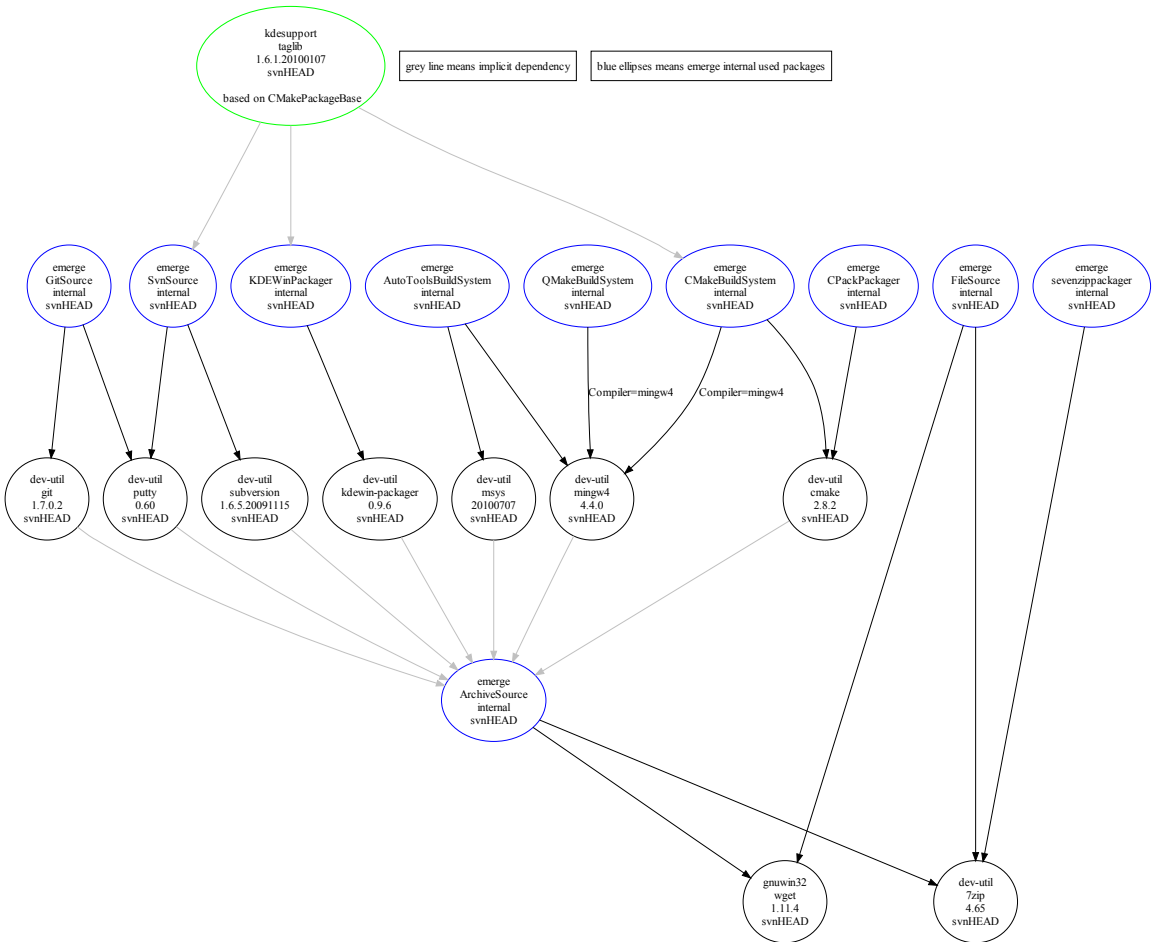 kdesupport
taglib
1.6.1.20100107
svnHEAD
based on CMakePackageBase
grey line means implicit dependency
blue ellipses means emerge internal used packages
emerge
GitSource
internal
svnHEAD
emerge
SvnSource
internal
svnHEAD
emerge
KDEWinPackager
internal
svnHEAD
emerge
AutoToolsBuildSystem
internal
svnHEAD
emerge
QMakeBuildSystem
internal
svnHEAD
emerge
CMakeBuildSystem
internal
svnHEAD
emerge
CPackPackager
internal
svnHEAD
emerge
FileSource
internal
svnHEAD
emerge
sevenzippackager
internal
svnHEAD
Compiler=mingw4
Compiler=mingw4
dev-util
git
1.7.0.2
svnHEAD
dev-util
putty
0.60
svnHEAD
dev-util
subversion
1.6.5.20091115
svnHEAD
dev-util
kdewin-packager
0.9.6
svnHEAD
dev-util
msys
20100707
svnHEAD
dev-util
mingw4
4.4.0
svnHEAD
dev-util
cmake
2.8.2
svnHEAD
emerge
ArchiveSource
internal
svnHEAD
gnuwin32
wget
1.11.4
svnHEAD
dev-util
7zip
4.65
svnHEAD